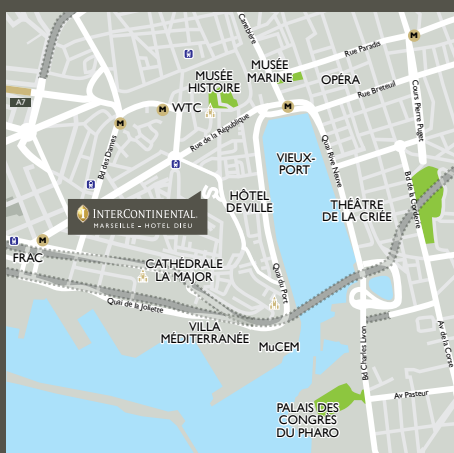 Canebière
Rue Paradis
M
MUSÉE
MARINE
MUSÉE
HISTOIRE
OPÉRA
Cours Pierre Puget
A7
M
WTC
M
M
Rue Breteuil
Rue de la République
Bd des Dames
Quai Rive Neuve
VIEUX-
PORT
Bd de la Corderie
HÔTEL
DE VILLE
THÉÂTRE
DE LA CRIÉE
INTERCONTINENTAL.
MARSEILLE – HOTEL DIEU
M
FRAC
CATHÉDRALE
LA MAJOR
Quai du Port
Quai de la Joliette
VILLA
MÉDITERRANÉE
MuCEM
Bd Charles Livon
Av de la Corse
Av Pasteur
PALAIS DES
CONGRÈS
DU PHARO